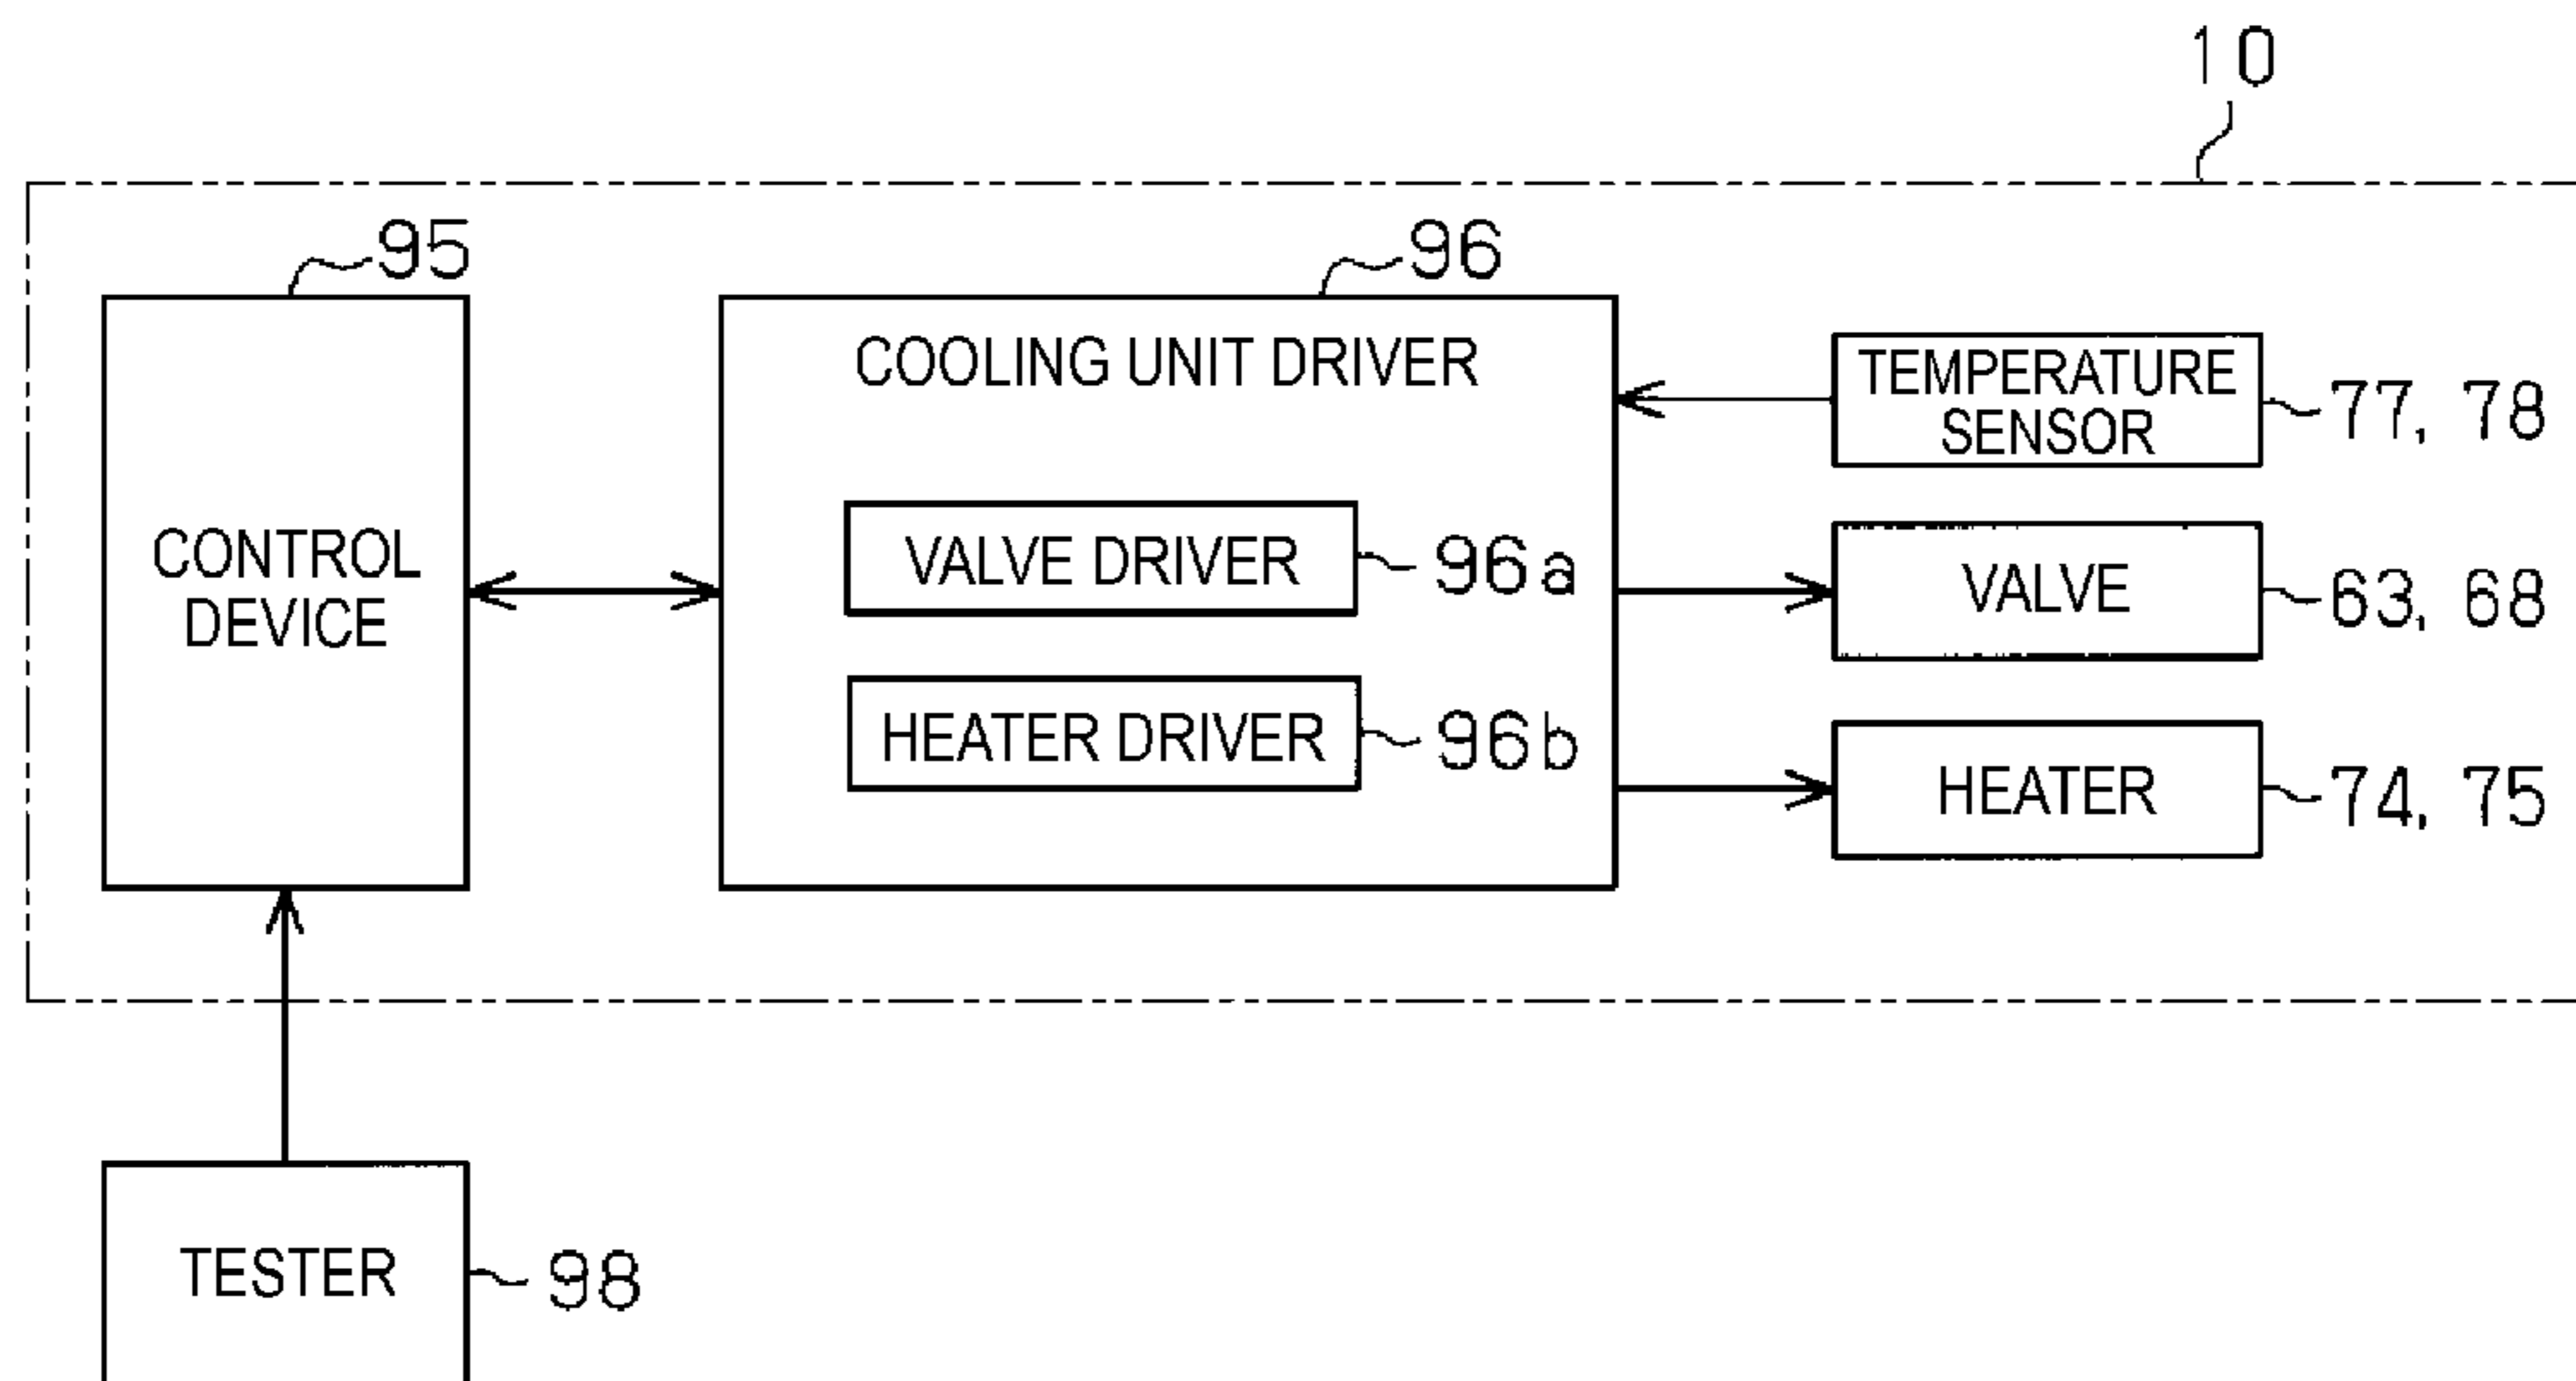 10
95
96
COOLING UNIT DRIVER
TEMPERATURE
SENSOR
77, 78
CONTROL
DEVICE
VALVE DRIVER
96a
VALVE
63, 68
HEATER DRIVER
96b
HEATER
74, 75
TESTER
98